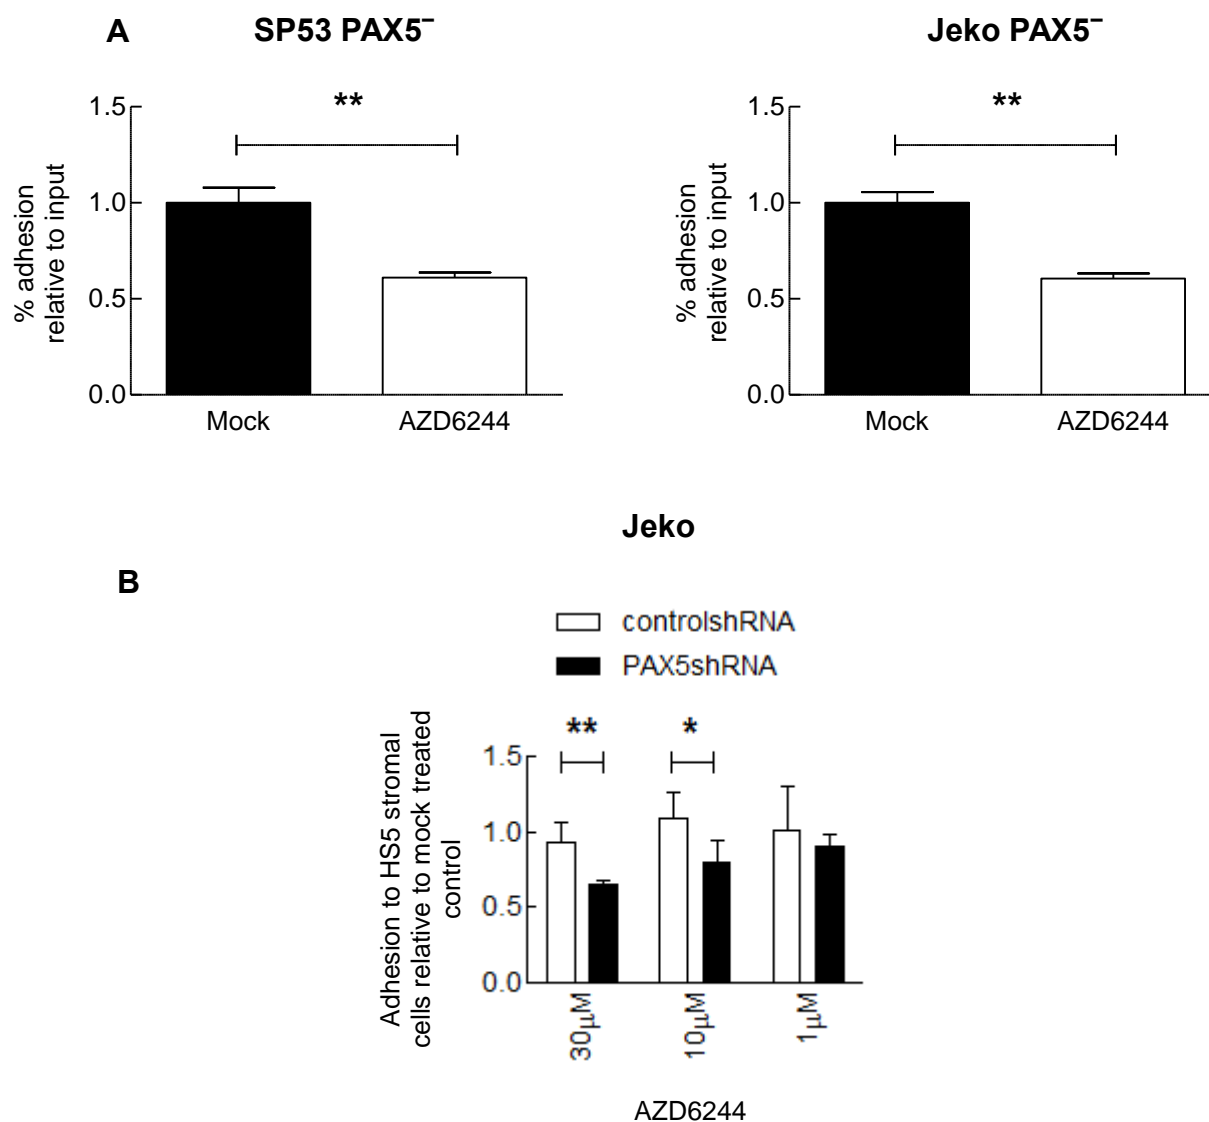 A
SP53 PAX5⁻
Jeko PAX5⁻
**
**
1.5
1.0
0.5
0.0
% adhesion
relative to input
Mock
AZD6244
1.5
1.0
0.5
0.0
% adhesion
relative to input
Mock
AZD6244
Jeko
B
controlshRNA
PAX5shRNA
**
*
1.5
1.0
0.5
0.0
Adhesion to HS5 stromal
cells relative to mock treated
control
30µM
10µM
1µM
AZD6244